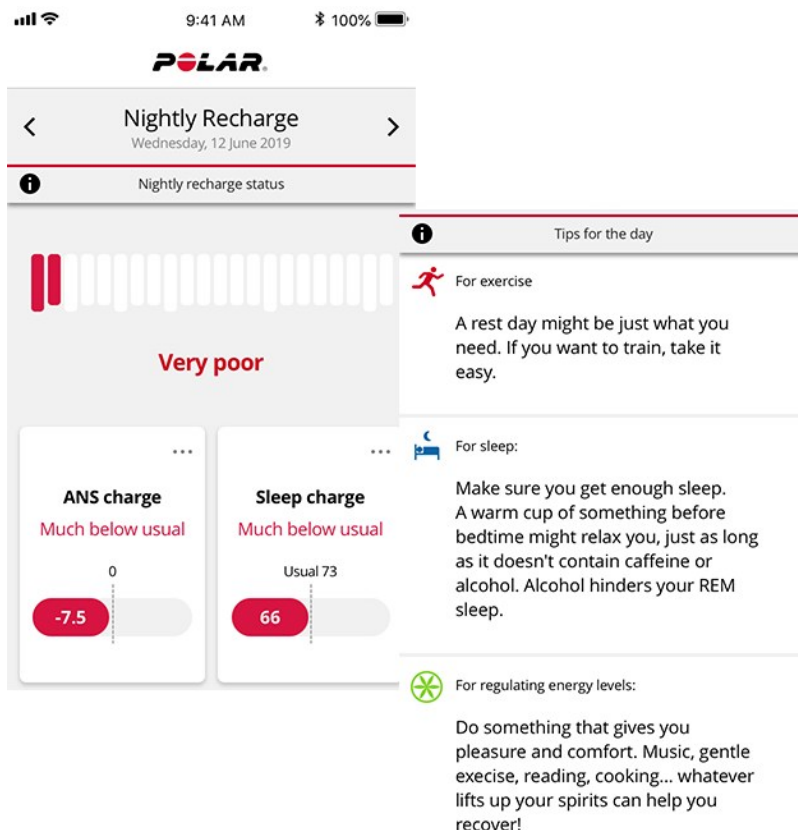 9:41 AM
100%
POLAR
Nightly Recharge
Wednesday, 12 June 2019
Nightly recharge status
Very poor
ANS charge
Much below usual
0
-7.5
Sleep charge
Much below usual
Usual 73
66
Tips for the day
For exercise
A rest day might be just what you
need. If you want to train, take it
easy.
For sleep:
Make sure you get enough sleep.
A warm cup of something before
bedtime might relax you, just as long
as it doesn't contain caffeine or
alcohol. Alcohol hinders your REM
sleep.
For regulating energy levels:
Do something that gives you
pleasure and comfort. Music, gentle
execise, reading, cooking... whatever
lifts up your spirits can help you
recover!